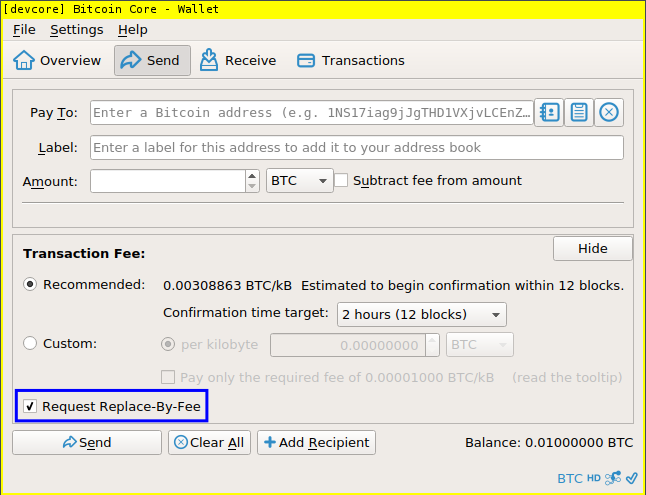 [devcore] Bitcoin Core - Wallet
File Settings Help
Overview Send Receive Transactions
Pay To: Enter a Bitcoin address (e.g. 1NS17iag9jJgTHD1VXjvLCEnZ...
Label: Enter a label for this address to add it to your address book
Amount: BTC Subtract fee from amount
Transaction Fee: Hide
Recommended: 0.00308863 BTC/kB Estimated to begin confirmation within 12 blocks.
Confirmation time target: 2 hours (12 blocks)
Custom: per kilobyte 0.00000000 BTC
Pay only the required fee of 0.00001000 BTC/kB (read the tooltip)
Request Replace-By-Fee
Send Clear All Add Recipient Balance: 0.01000000 BTC
BTC HD